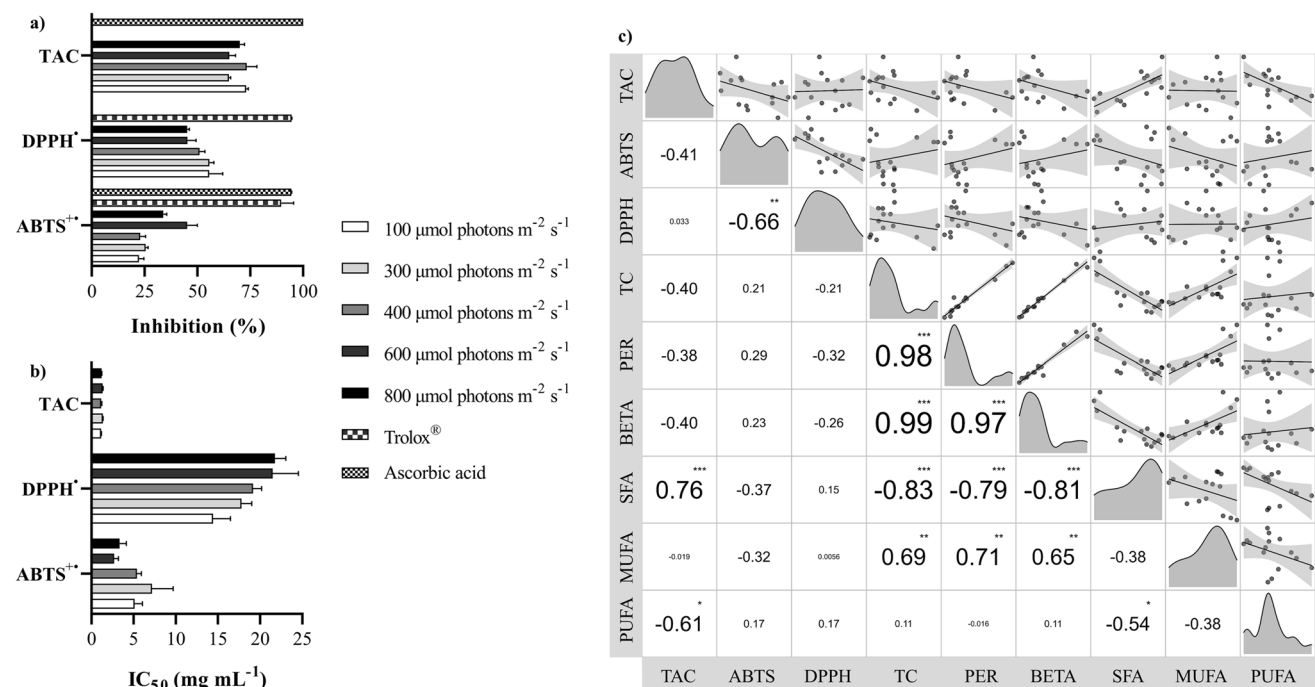 a)
TAC
DPPH•
ABTS+•
0 25 50 75 100
Inhibition (%)
b)
TAC
DPPH•
ABTS+•
0 5 10 15 20 25
IC50 (mg mL-1)
100 μmol photons m-2 s-1
300 μmol photons m-2 s-1
400 μmol photons m-2 s-1
600 μmol photons m-2 s-1
800 μmol photons m-2 s-1
Trolox®
Ascorbic acid
c)
TAC
ABTS -0.41
DPPH 0.033 -0.66 **
TC -0.40 0.21 -0.21
PER -0.38 0.29 -0.32 0.98 ***
BETA -0.40 0.23 -0.26 0.99 *** 0.97 ***
SFA 0.76 *** -0.37 0.15 -0.83 *** -0.79 *** -0.81 ***
MUFA -0.019 -0.32 0.0056 0.69 ** 0.71 ** 0.65 ** -0.38
PUFA -0.61 * 0.17 0.17 0.11 -0.016 0.11 -0.54 * -0.38
TAC ABTS DPPH TC PER BETA SFA MUFA PUFA